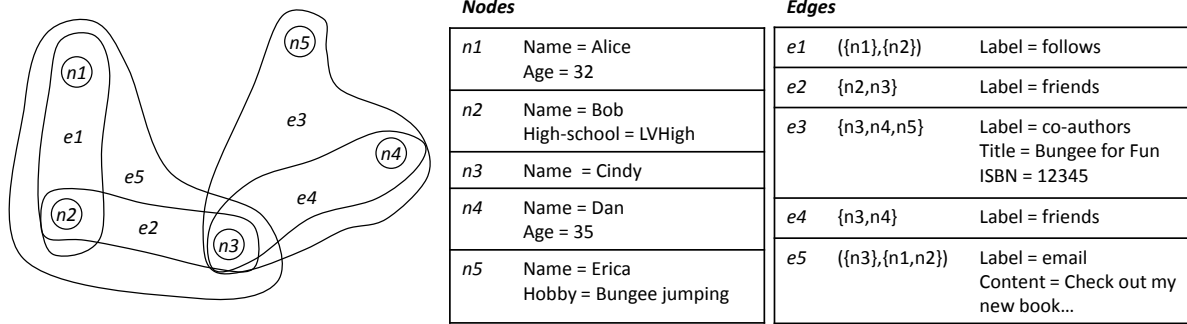 n1
e1
e5
n2
e2
n3
n5
e3
n4
e4
Nodes
n1 Name = Alice
Age = 32
n2 Name = Bob
High-school = LVHigh
n3 Name = Cindy
n4 Name = Dan
Age = 35
n5 Name = Erica
Hobby = Bungee jumping
Edges
e1 ({n1},{n2}) Label = follows
e2 {n2,n3} Label = friends
e3 {n3,n4,n5} Label = co-authors
Title = Bungee for Fun
ISBN = 12345
e4 {n3,n4} Label = friends
e5 ({n3},{n1,n2}) Label = email
Content = Check out my
new book…